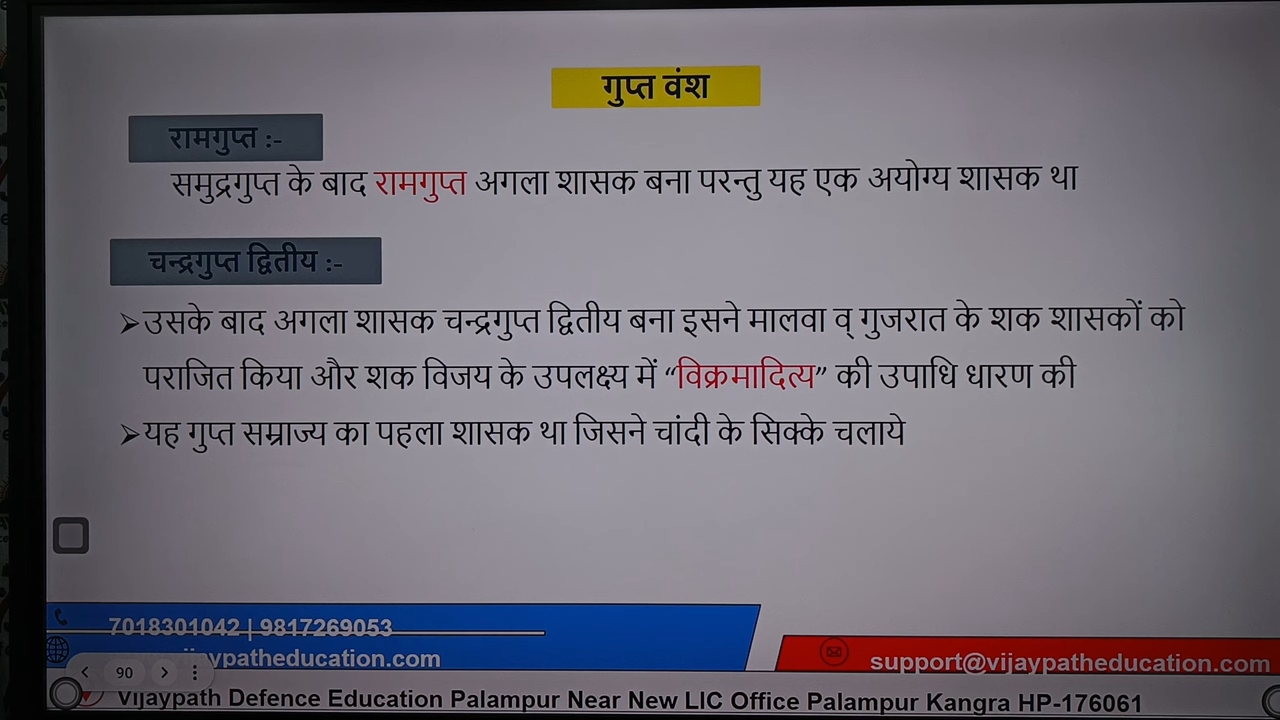 गुप्त वंश
रामगुप्त :-
समुद्रगुप्त के बाद रामगुप्त अगला शासक बना परन्तु यह एक अयोग्य शासक था
चन्द्रगुप्त द्वितीय :-
➢उसके बाद अगला शासक चन्द्रगुप्त द्वितीय बना इसने मालवा व् गुजरात के शक शासकों को
पराजित किया और शक विजय के उपलक्ष्य में “विक्रमादित्य” की उपाधि धारण की
➢यह गुप्त सम्राज्य का पहला शासक था जिसने चांदी के सिक्के चलाये
7018301042 | 9817269053
ypatheducation.com
support@vijaypatheducation.com
90
Vijaypath Defence Education Palampur Near New LIC Office Palampur Kangra HP-176061